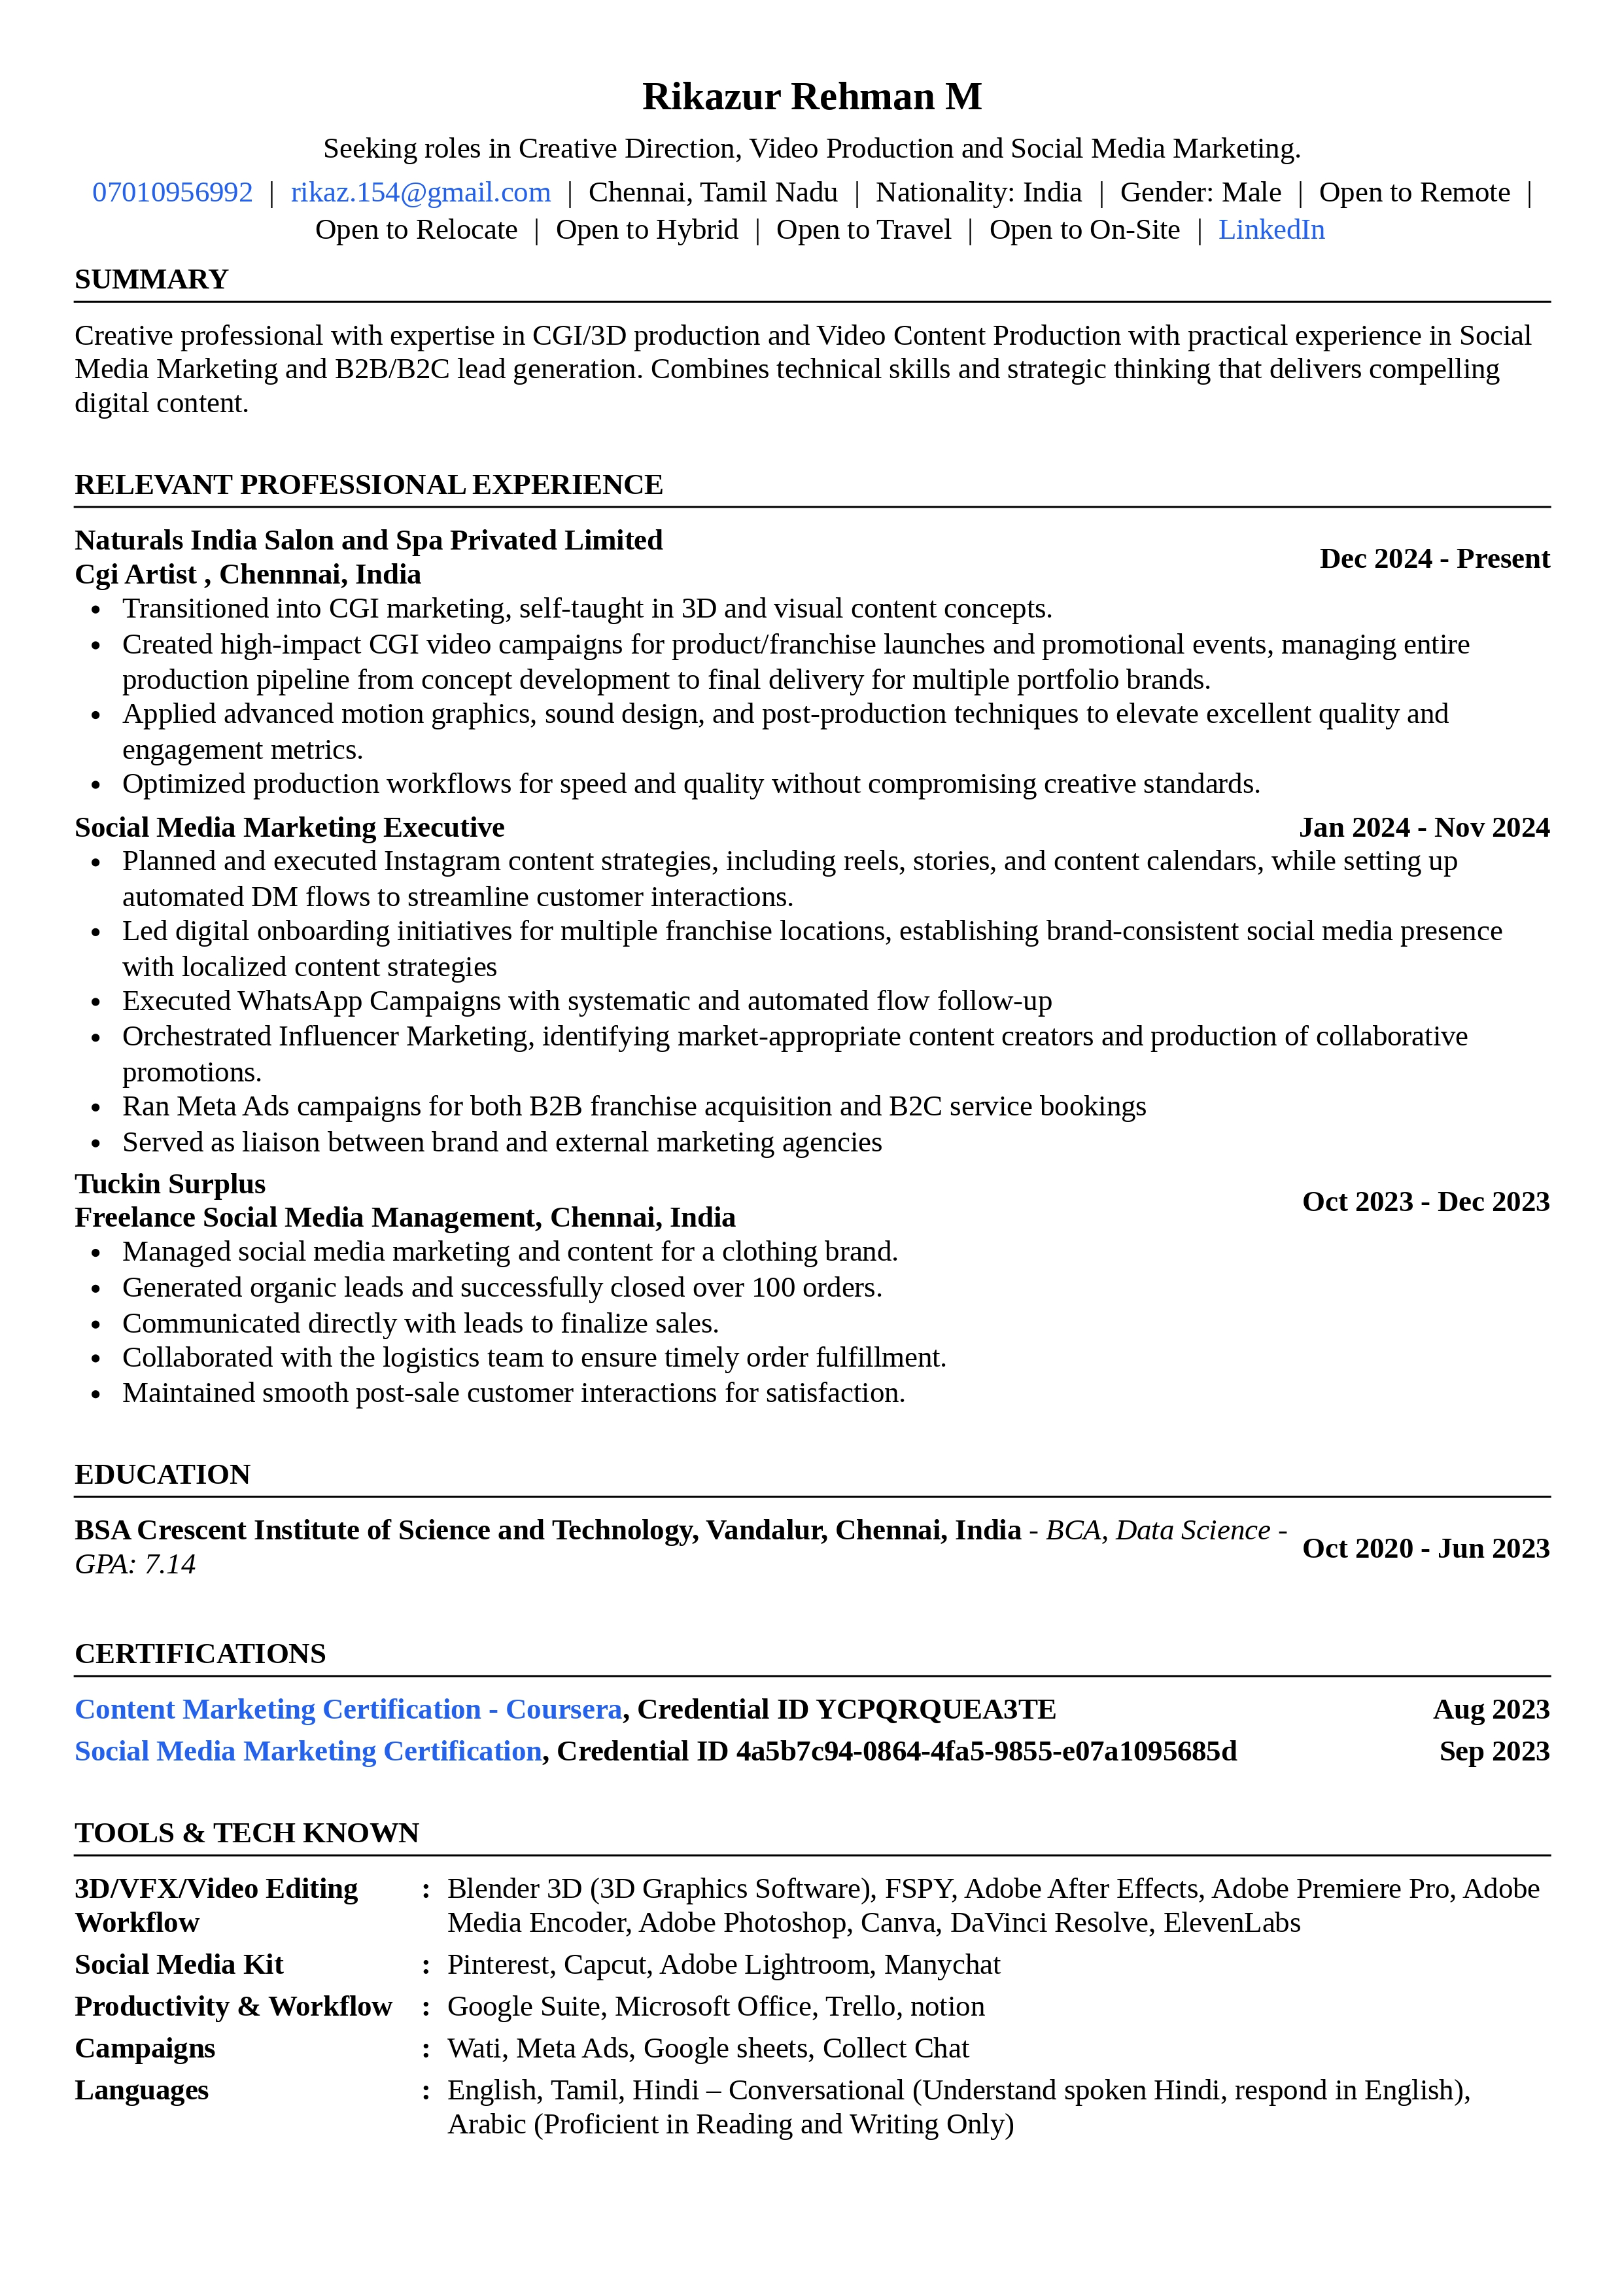 Rikazur Rehman M
Seeking roles in Creative Direction, Video Production and Social Media Marketing.
07010956992 | rikaz.154@gmail.com | Chennai, Tamil Nadu | Nationality: India | Gender: Male | Open to Remote |
Open to Relocate | Open to Hybrid | Open to Travel | Open to On-Site | LinkedIn
SUMMARY
Creative professional with expertise in CGI/3D production and Video Content Production with practical experience in Social
Media Marketing and B2B/B2C lead generation. Combines technical skills and strategic thinking that delivers compelling
digital content.
RELEVANT PROFESSIONAL EXPERIENCE
Naturals India Salon and Spa Privated Limited
Dec 2024 - Present
Cgi Artist , Chennnai, India
• Transitioned into CGI marketing, self-taught in 3D and visual content concepts.
• Created high-impact CGI video campaigns for product/franchise launches and promotional events, managing entire
production pipeline from concept development to final delivery for multiple portfolio brands.
• Applied advanced motion graphics, sound design, and post-production techniques to elevate excellent quality and
engagement metrics.
• Optimized production workflows for speed and quality without compromising creative standards.
Social Media Marketing Executive Jan 2024 - Nov 2024
• Planned and executed Instagram content strategies, including reels, stories, and content calendars, while setting up
automated DM flows to streamline customer interactions.
• Led digital onboarding initiatives for multiple franchise locations, establishing brand-consistent social media presence
with localized content strategies
• Executed WhatsApp Campaigns with systematic and automated flow follow-up
• Orchestrated Influencer Marketing, identifying market-appropriate content creators and production of collaborative
promotions.
• Ran Meta Ads campaigns for both B2B franchise acquisition and B2C service bookings
• Served as liaison between brand and external marketing agencies
Tuckin Surplus
Oct 2023 - Dec 2023
Freelance Social Media Management, Chennai, India
• Managed social media marketing and content for a clothing brand.
• Generated organic leads and successfully closed over 100 orders.
• Communicated directly with leads to finalize sales.
• Collaborated with the logistics team to ensure timely order fulfillment.
• Maintained smooth post-sale customer interactions for satisfaction.
EDUCATION
BSA Crescent Institute of Science and Technology, Vandalur, Chennai, India - BCA, Data Science -
Oct 2020 - Jun 2023
GPA: 7.14
CERTIFICATIONS
Content Marketing Certification - Coursera, Credential ID YCPQRQUEA3TE Aug 2023
Social Media Marketing Certification, Credential ID 4a5b7c94-0864-4fa5-9855-e07a1095685d Sep 2023
TOOLS & TECH KNOWN
3D/VFX/Video Editing : Blender 3D (3D Graphics Software), FSPY, Adobe After Effects, Adobe Premiere Pro, Adobe
Workflow Media Encoder, Adobe Photoshop, Canva, DaVinci Resolve, ElevenLabs
Social Media Kit : Pinterest, Capcut, Adobe Lightroom, Manychat
Productivity & Workflow : Google Suite, Microsoft Office, Trello, notion
Campaigns : Wati, Meta Ads, Google sheets, Collect Chat
Languages : English, Tamil, Hindi – Conversational (Understand spoken Hindi, respond in English),
Arabic (Proficient in Reading and Writing Only)